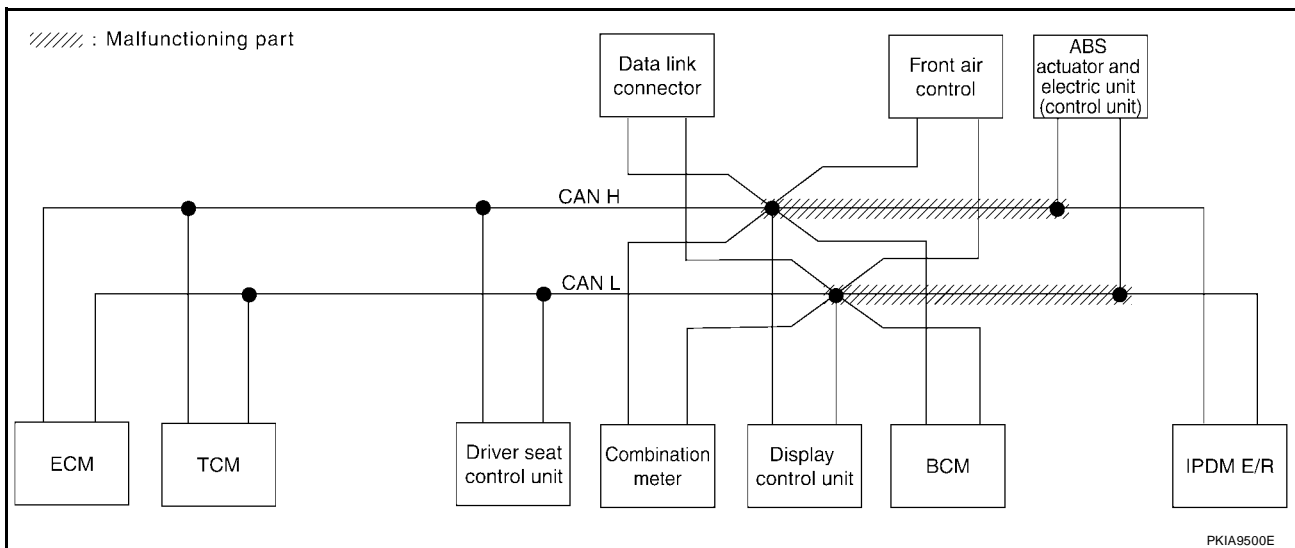 : Malfunctioning part
Data link
connector
Front air
control
ABS
actuator and
electric unit
(control unit)
CAN H
CAN L
ECM
TCM
Driver seat
control unit
Combination
meter
Display
control unit
BCM
IPDM E/R
PKIA9500E